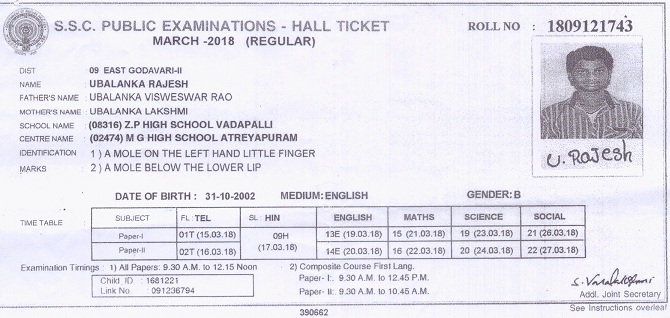 S.S.C. PUBLIC EXAMINATIONS - HALL TICKET
MARCH -2018 (REGULAR)
ROLL NO : 1809121743
DIST 09 EAST GODAVARI-II
NAME : UBALANKA RAJESH
FATHER'S NAME : UBALANKA VISWESWAR RAO
MOTHER'S NAME : UBALANKA LAKSHMI
SCHOOL NAME : (08316) Z.P HIGH SCHOOL VADAPALLI
CENTRE NAME : (02474) M G HIGH SCHOOL ATREYAPURAM
IDENTIFICATION 1 ) A MOLE ON THE LEFT HAND LITTLE FINGER
MARKS 2 ) A MOLE BELOW THE LOWER LIP
U. Rajesh
DATE OF BIRTH : 31-10-2002 MEDIUM: ENGLISH GENDER: B
TIME TABLE
SUBJECT FL: TEL SL : HIN ENGLISH MATHS SCIENCE SOCIAL
Paper-I 01T (15.03.18) 09H (17.03.18) 13E (19.03.18) 15 (21.03.18) 19 (23.03.18) 21 (26.03.18)
Paper-II 02T (16.03.18) 14E (20.03.18) 16 (22.03.18) 20 (24.03.18) 22 (27.03.18)
Examination Timings : 1) All Papers: 9.30 A.M. to 12.15 Noon 2) Composite Course First Lang.
Child_ID : 1681221 Paper- I:. 9.30 A.M. to 12.45 P.M.
Link No. : 091236794 Paper- II: 9.30 A.M. to 10.45 A.M.
Addl. Joint Secretary
See Instructions overleaf
390662